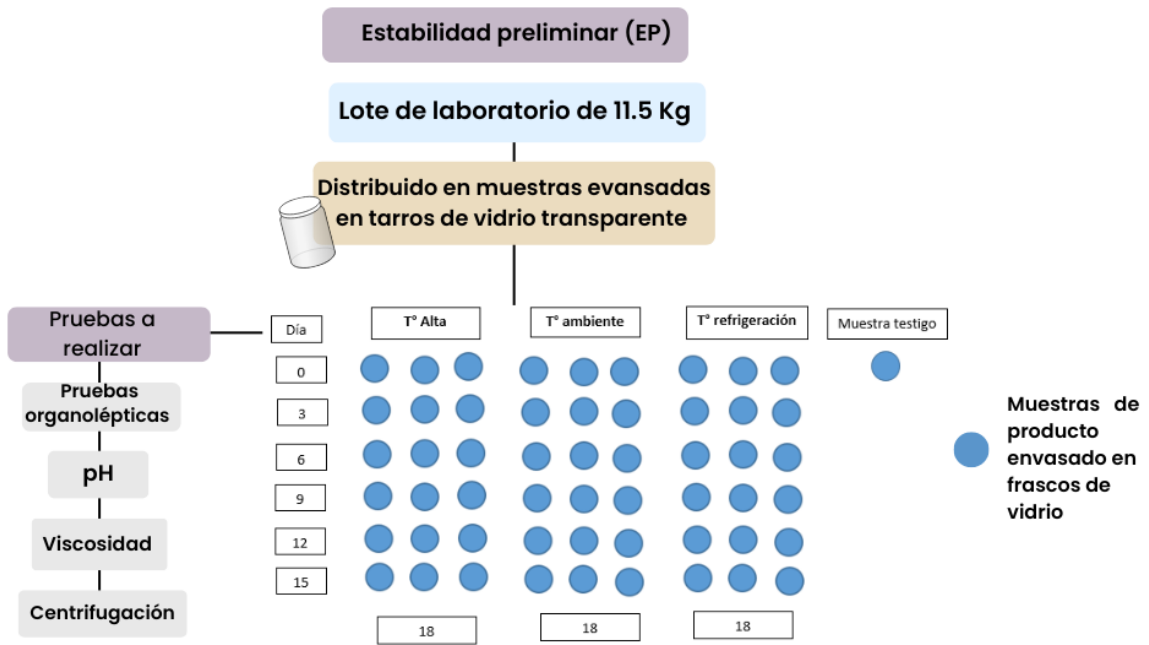 Estabilidad preliminar (EP)
Lote de laboratorio de 11.5 Kg
Distribuido en muestras evansadas
en tarros de vidrio transparente
Pruebas a
realizar
Pruebas
organolépticas
pH
Viscosidad
Centrifugación
Día
T° Alta
T° ambiente
T° refrigeración
Muestra testigo
0
3
6
9
12
15
18
18
18
Muestras de
producto
envasado en
frascos de
vidrio